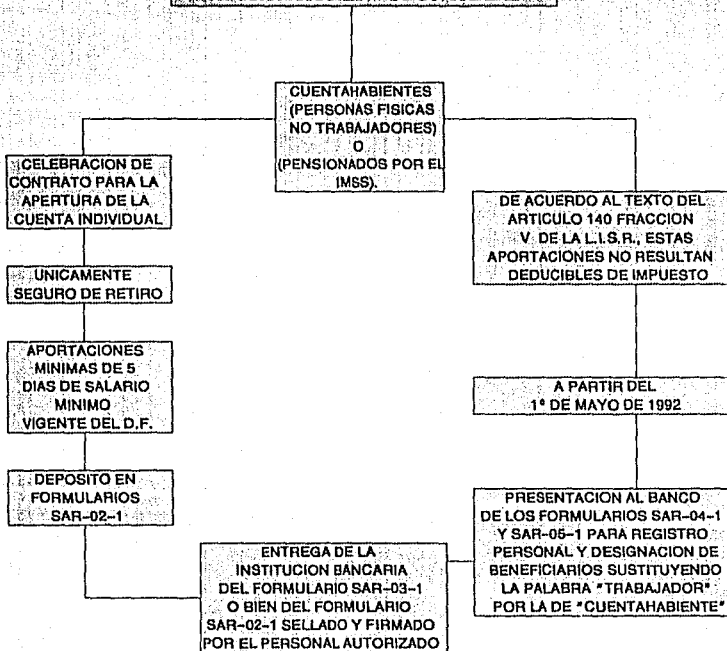 CUENTAHABIENTES
(PERSONAS FISICAS
NO TRABAJADORES)
O
(PENSIONADOS POR EL
IMSS).
CELEBRACION DE
CONTRATO PARA LA
APERTURA DE LA
CUENTA INDIVIDUAL
UNICAMENTE
SEGURO DE RETIRO
APORTACIONES
MINIMAS DE 5
DIAS DE SALARIO
MINIMO
VIGENTE DEL D.F.
DEPOSITO EN
FORMULARIOS
SAR-02-1
ENTREGA DE LA
INSTITUCION BANCARIA
DEL FORMULARIO SAR-03-1
O BIEN DEL FORMULARIO
SAR-02-1 SELLADO Y FIRMADO
POR EL PERSONAL AUTORIZADO
DE ACUERDO AL TEXTO DEL
ARTICULO 140 FRACCION
V DE LA L.I.S.R., ESTAS
APORTACIONES NO RESULTAN
DEDUCIBLES DE IMPUESTO
A PARTIR DEL
1º DE MAYO DE 1992
PRESENTACION AL BANCO
DE LOS FORMULARIOS SAR-04-1
Y SAR-05-1 PARA REGISTRO
PERSONAL Y DESIGNACION DE
BENEFICIARIOS SUSTITUYENDO
LA PALABRA "TRABAJADOR"
POR LA DE "CUENTAHABIENTE"